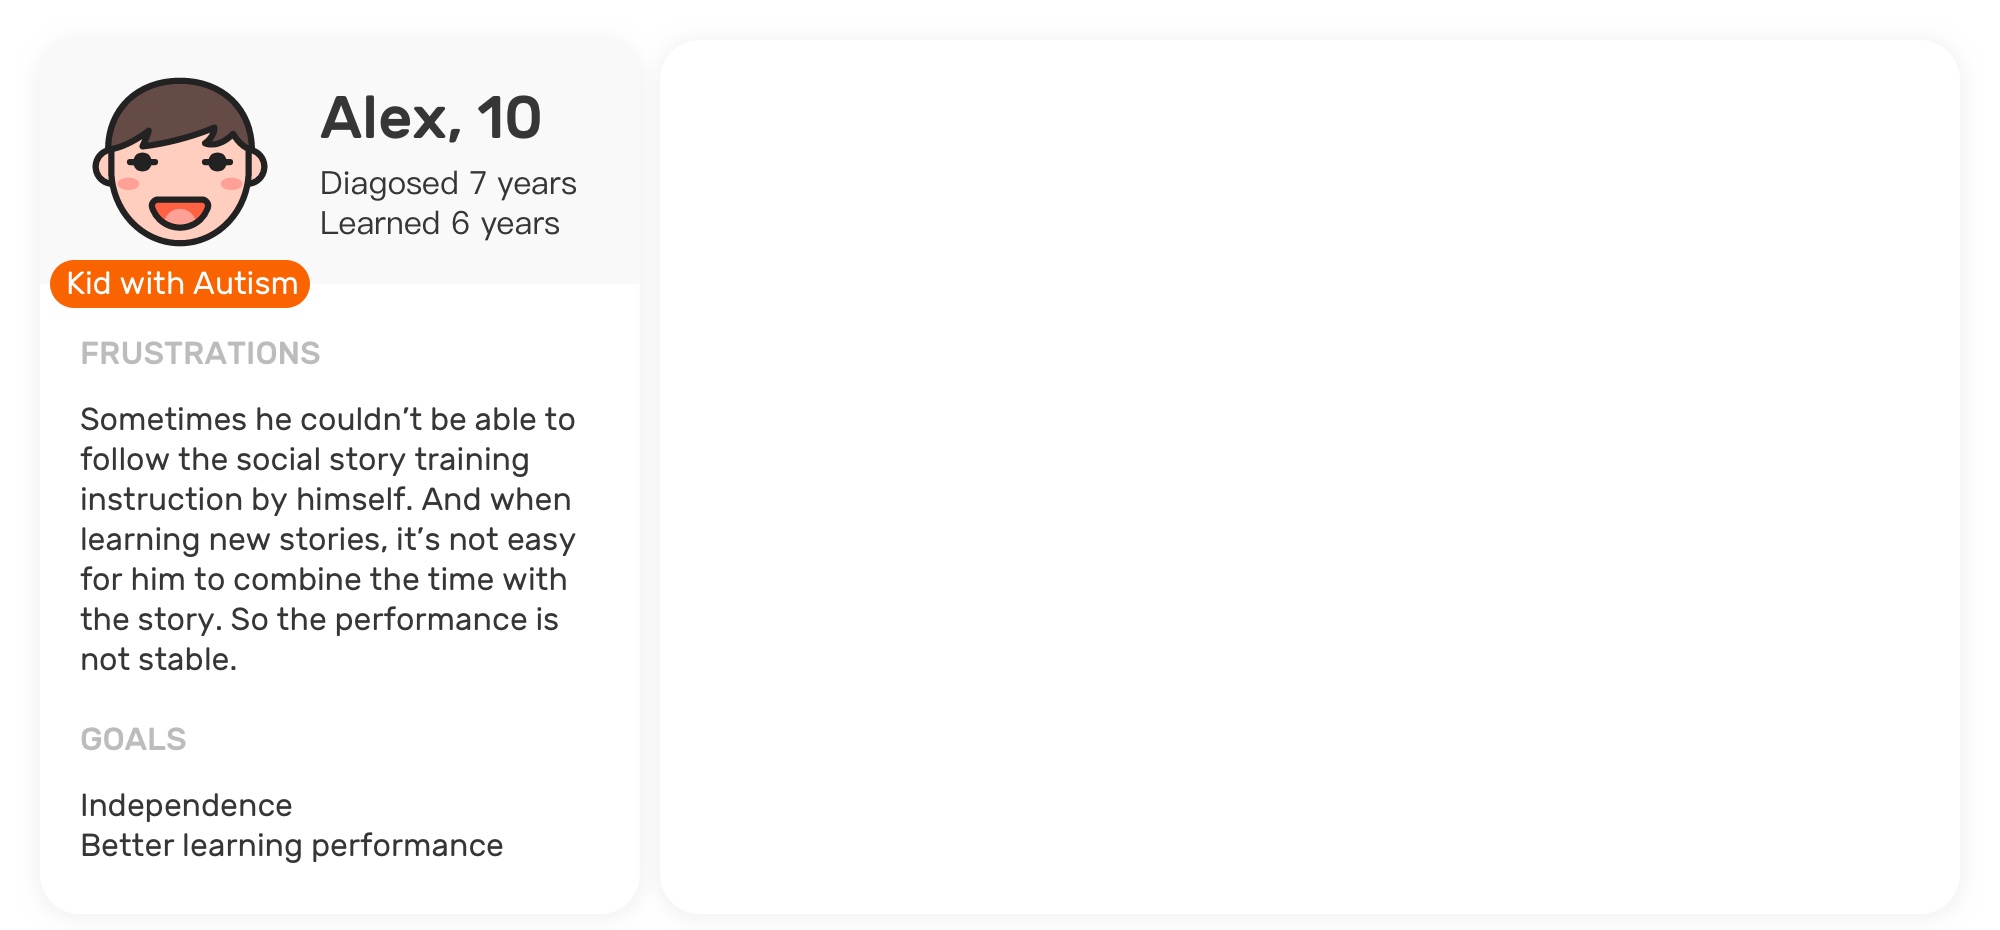 Alex, 10
Diagosed 7 years
Learned 6 years
Kid with Autism
FRUSTRATIONS
Sometimes he couldn’t be able to
follow the social story training
instruction by himself. And when
learning new stories, it’s not easy
for him to combine the time with
the story. So the performance is
not stable.
GOALS
Independence
Better learning performance